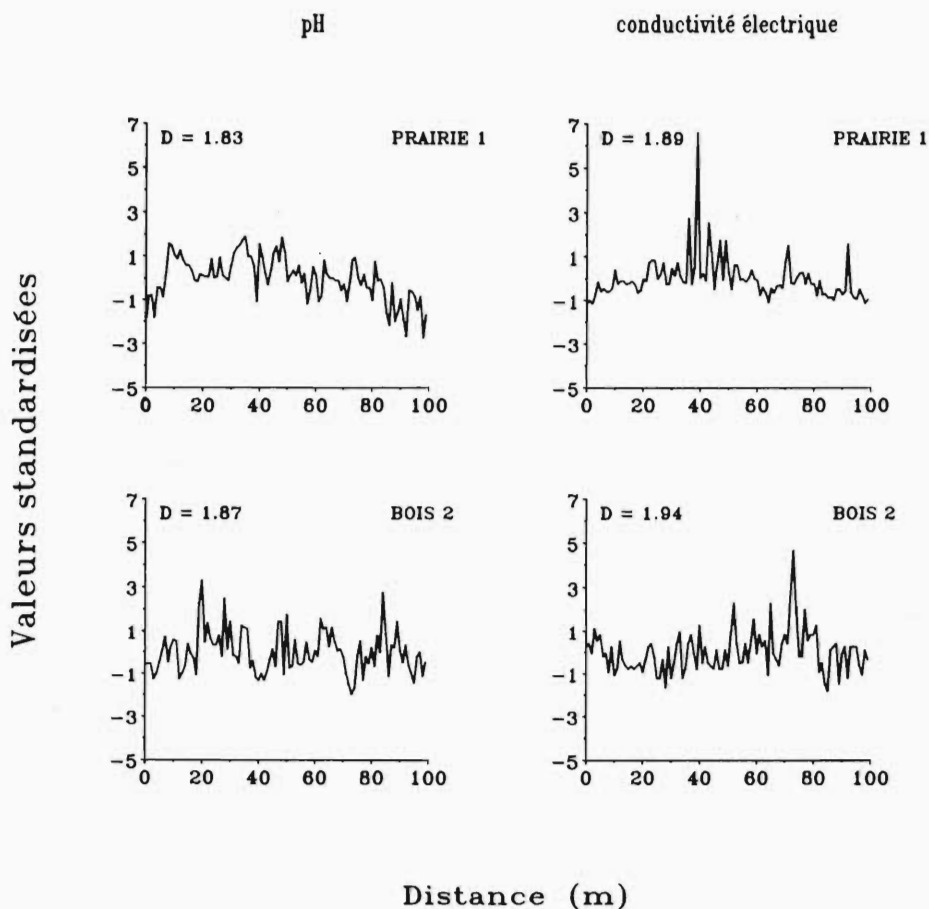 pH
conductivité électrique
Valeurs standardisées
D = 1.83
PRAIRIE 1
7
5
3
1
-1
-3
-5
0 20 40 60 80 100
D = 1.89
PRAIRIE 1
7
5
3
1
-1
-3
-5
0 20 40 60 80 100
D = 1.87
BOIS 2
7
5
3
1
-1
-3
-5
0 20 40 60 80 100
D = 1.94
BOIS 2
7
5
3
1
-1
-3
-5
0 20 40 60 80 100
Distance (m)